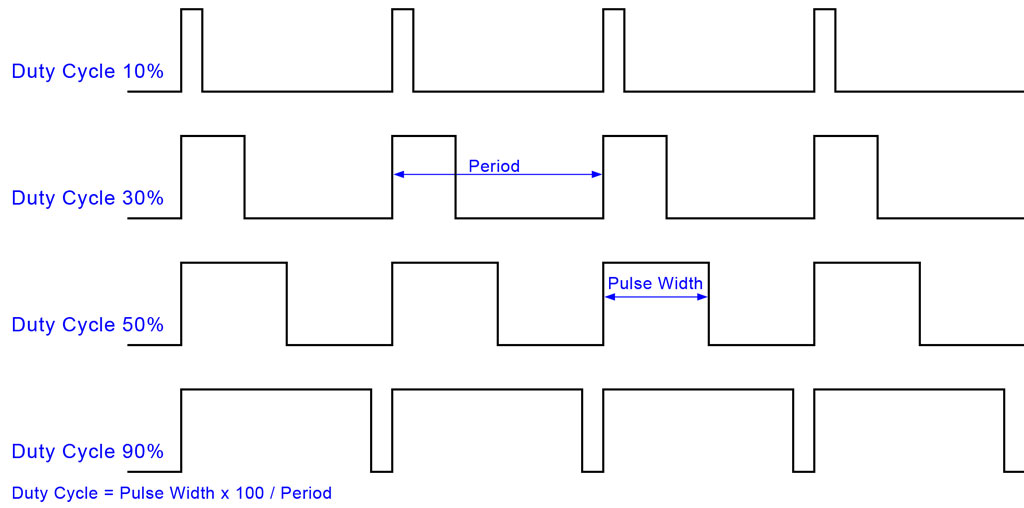 Duty Cycle 10%
Period
Duty Cycle 30%
Pulse Width
Duty Cycle 50%
Duty Cycle 90%
Duty Cycle = Pulse Width x 100 / Period